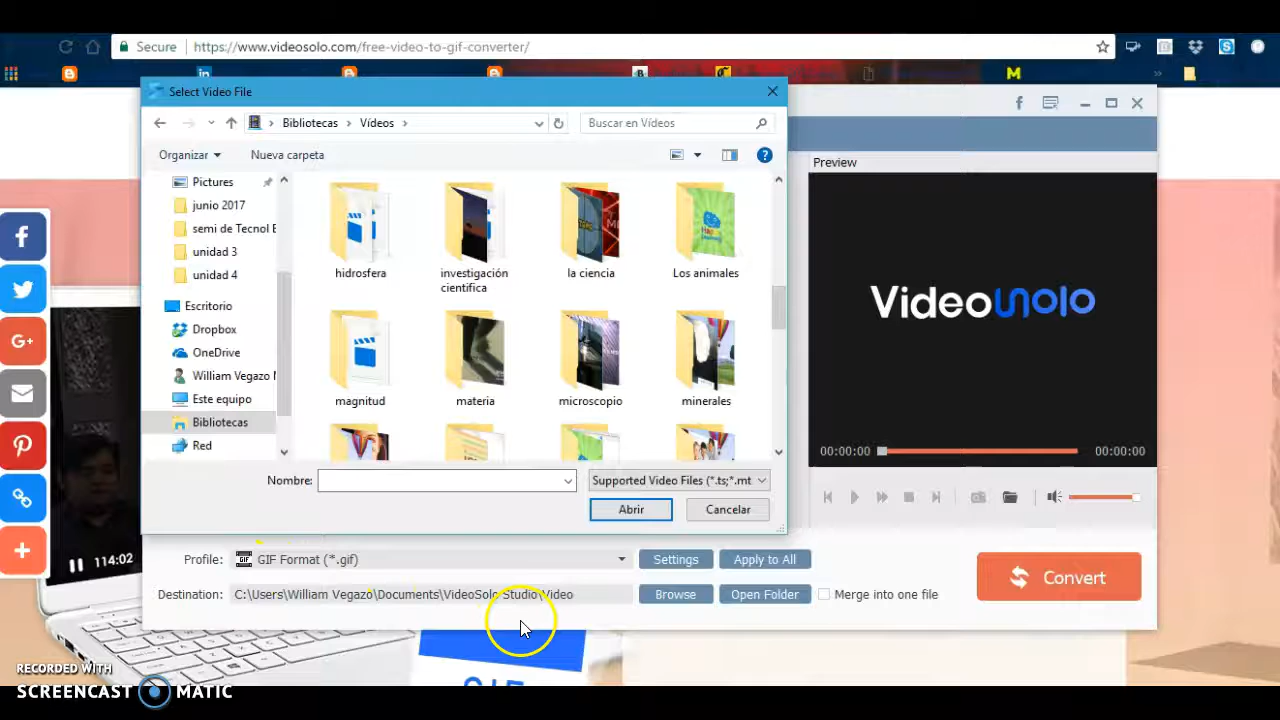 Secure
https://www.videosolo.com/free-video-to-gif-converter/
in
M
»
Select Video File
Bibliotecas
Vídeos
Buscar en Vídeos
Organizar
Nueva carpeta
Pictures
junio 2017
semi de Tecnol E
unidad 3
unidad 4
Escritorio
Dropbox
OneDrive
William Vegazo
Este equipo
Bibliotecas
Red
hidrosfera
investigación
científica
la ciencia
Los animales
magnitud
materia
microscopio
minerales
Nombre:
Supported Video Files (*.ts;*.mt
Abrir
Cancelar
Preview
VideoSolo
00:00:00
00:00:00
Profile:
GIF
GIF Format (*.gif)
Settings
Apply to All
Destination:
C:\Users\William Vegazo\Documents\VideoSolo Studio\Video
Browse
Open Folder
Merge into one file
Convert
114:02
G+
RECORDED WITH
SCREENCAST MATIC